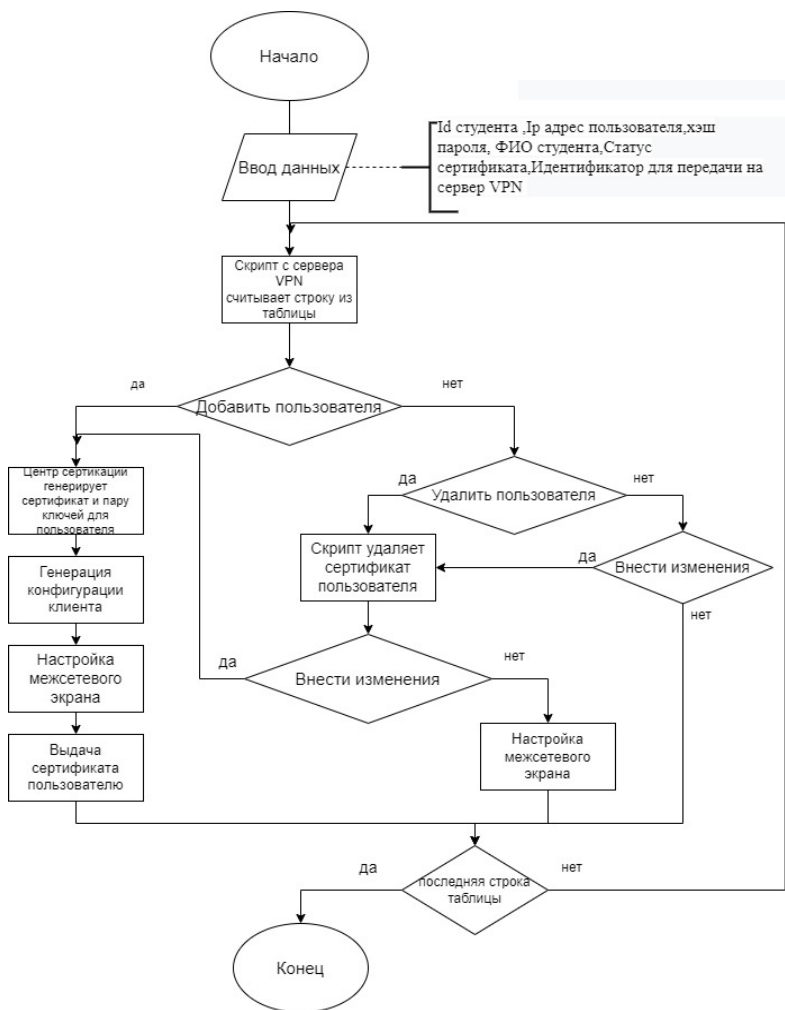 Начало
Ввод данных
Id студента ,Ip адрес пользователя,хэш
пароля, ФИО студента,Статус
сертификата,Идентификатор для передачи на
сервер VPN
Скрипт с сервера
VPN
считывает строку из
таблицы
да
нет
Добавить пользователя
Центр сертикации
генерирует
сертификат и пару
ключей для
пользователя
да
нет
Удалить пользователя
Скрипт удаляет
сертификат
пользователя
да
Внести изменения
нет
Генерация
конфигурации
клиента
да
нет
Внести изменения
Настройка
межсетевого
экрана
Настройка
межсетевого
экрана
Выдача
сертификата
пользователю
да
нет
последняя строка
таблицы
Конец